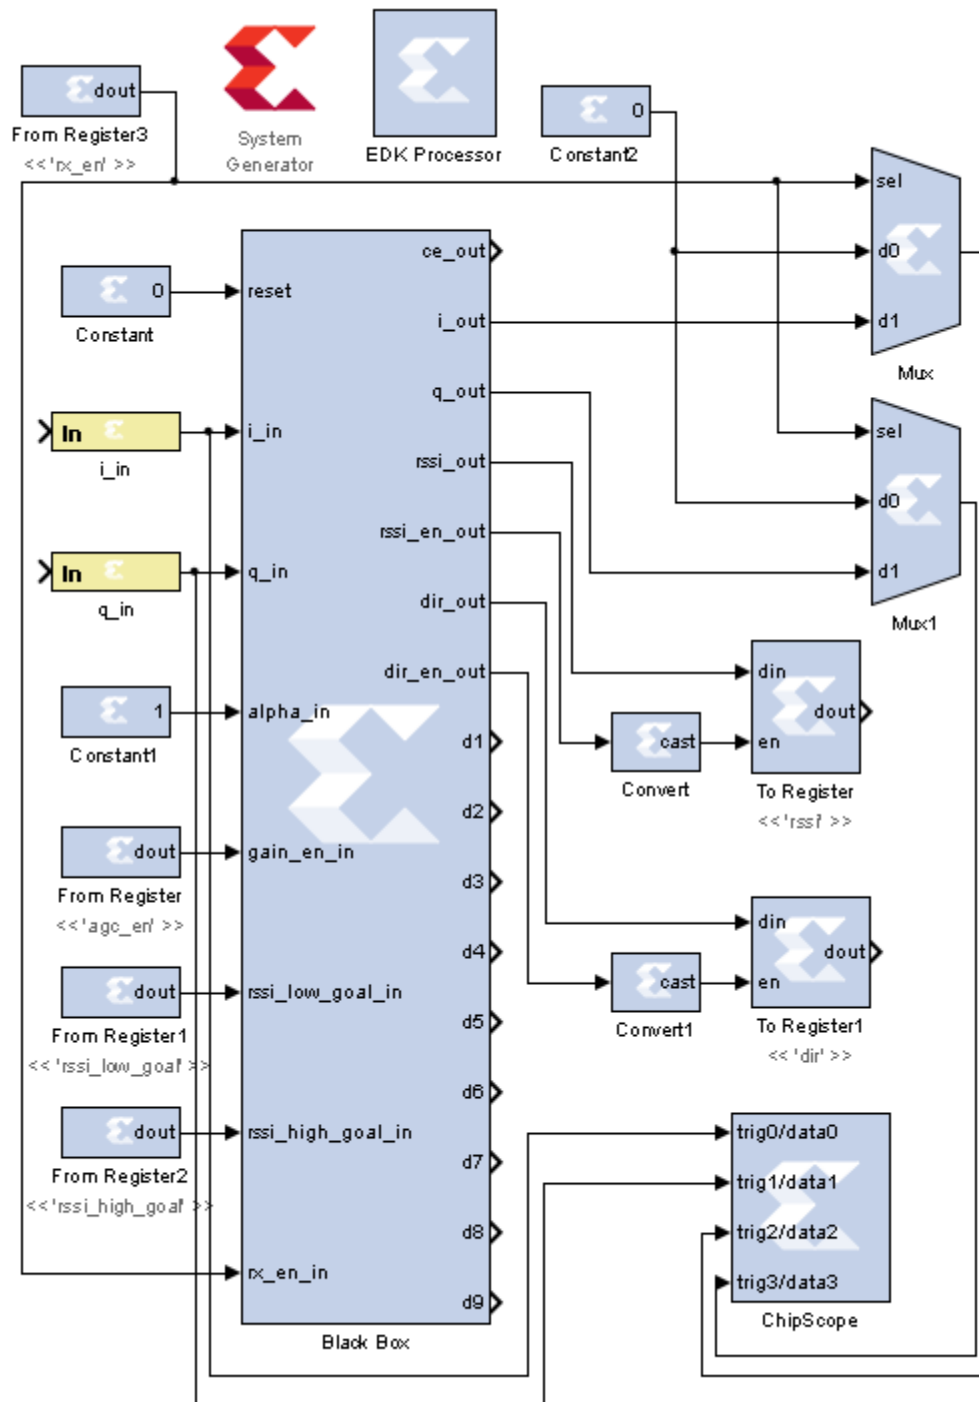 dout
From Register3
<<'rx_en'>>
System
Generator
EDK Processor
0
Constant2
sel
d0
d1
Mux
sel
d0
d1
Mux1
0
Constant
In
i_in
In
q_in
1
Constant1
dout
From Register
<<'agc_en'>>
dout
From Register1
<<'rssi_low_goal'>>
dout
From Register2
<<'rssi_high_goal'>>
reset
i_in
q_in
alpha_in
gain_en_in
rssi_low_goal_in
rssi_high_goal_in
rx_en_in
ce_out
i_out
q_out
rssi_out
rssi_en_out
dir_out
dir_en_out
d1
d2
d3
d4
d5
d6
d7
d8
d9
Black Box
cast
Convert
din
dout
en
To Register
<<'rssi'>>
cast
Convert1
din
dout
en
To Register1
<<'dir'>>
trig0/data0
trig1/data1
trig2/data2
trig3/data3
ChipScope